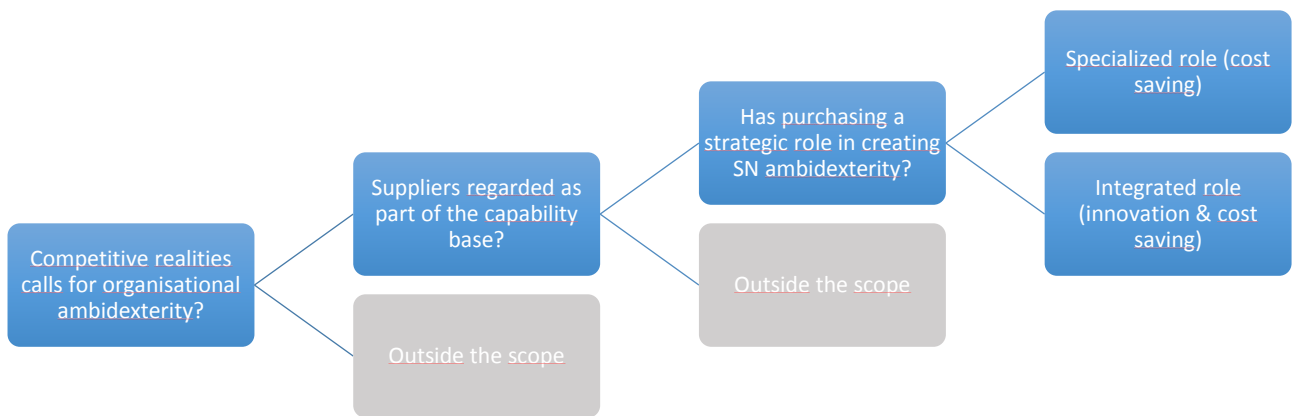 Competitive realities
calls for organisational
ambidexterity?
Suppliers regarded as
part of the capability
base?
Outside the scope
Has purchasing a
strategic role in creating
SN ambidexterity?
Outside the scope
Specialized role (cost
saving)
Integrated role
(innovation & cost
saving)